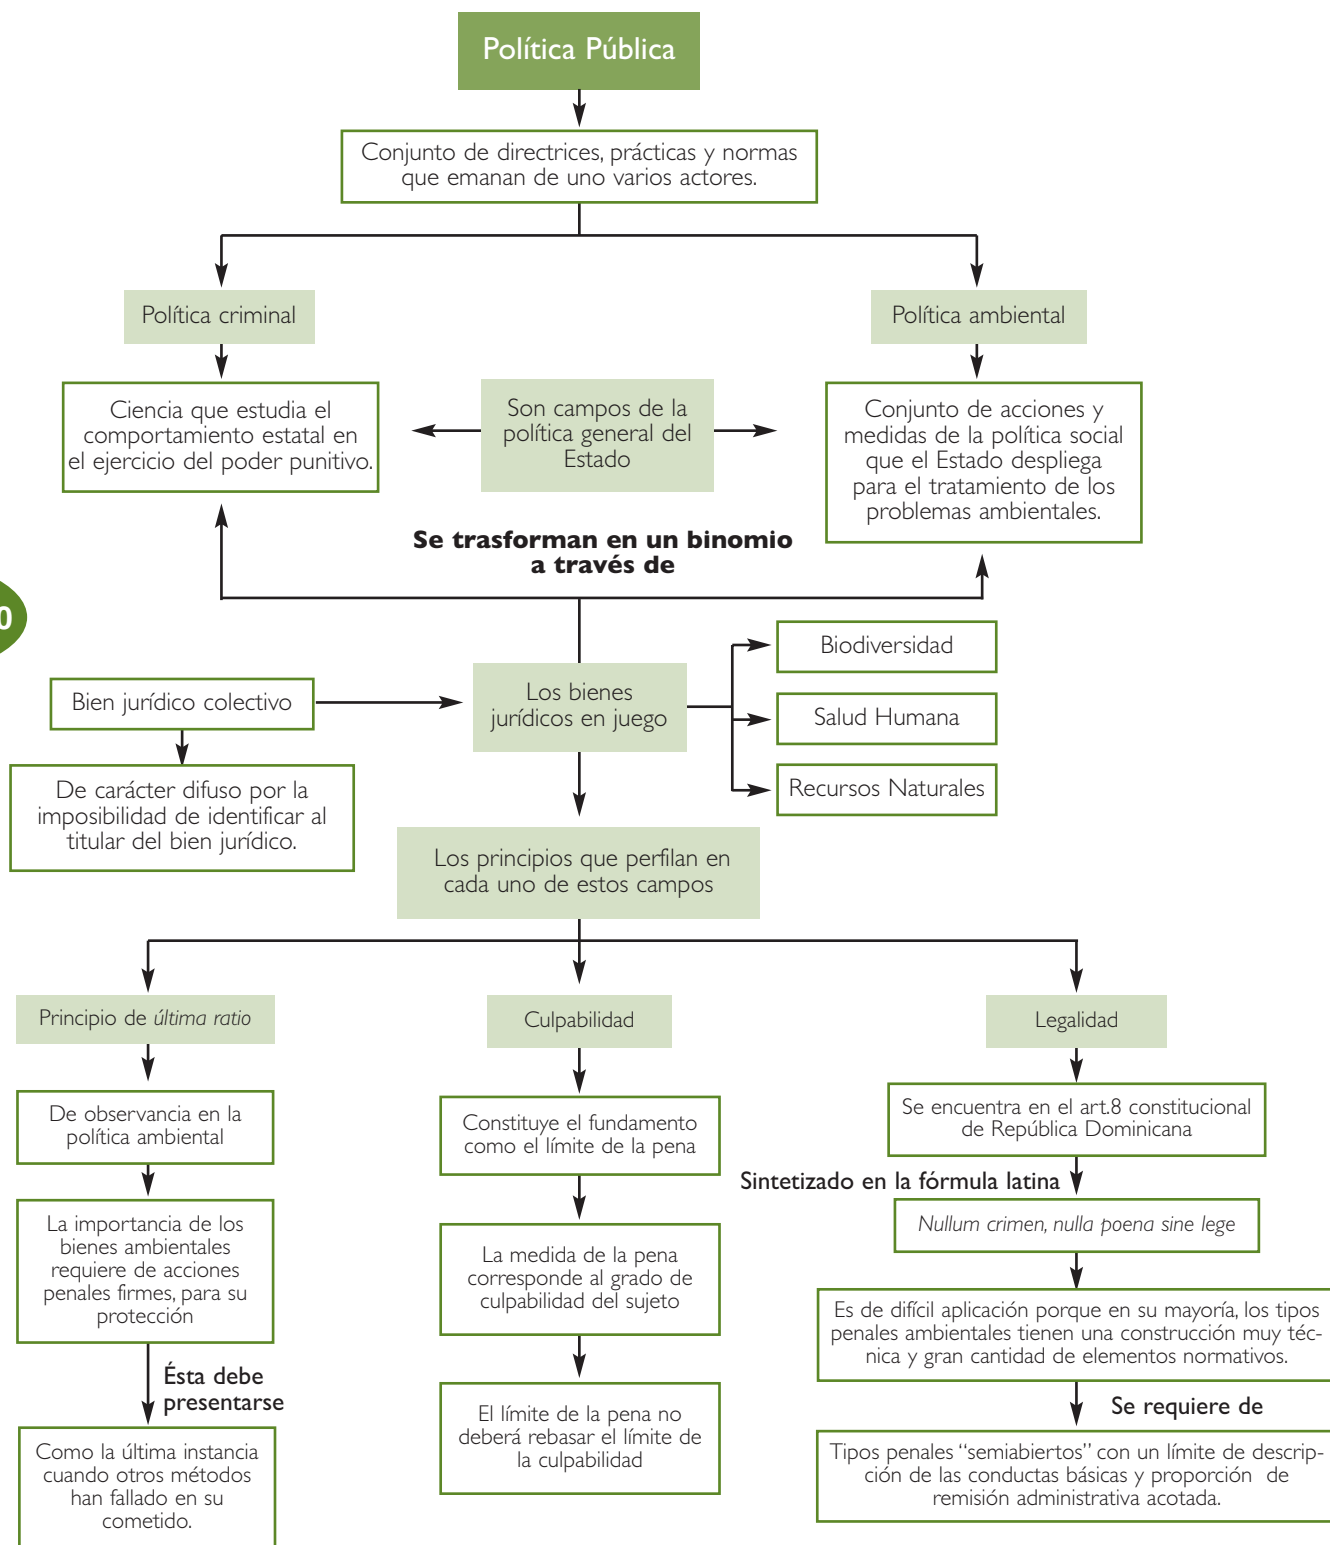 Política Pública
Conjunto de directrices, prácticas y normas
que emanan de uno varios actores.
Política criminal
Política ambiental
Ciencia que estudia el
comportamiento estatal en
el ejercicio del poder punitivo.
Son campos de la
política general del
Estado
Conjunto de acciones y
medidas de la política social
que el Estado despliega
para el tratamiento de los
problemas ambientales.
Se trasforman en un binomio
a través de
0
Biodiversidad
Bien jurídico colectivo
Los bienes
jurídicos en juego
Salud Humana
Recursos Naturales
De carácter difuso por la
imposibilidad de identificar al
titular del bien jurídico.
Los principios que perfilan en
cada uno de estos campos
Principio de última ratio
Culpabilidad
Legalidad
De observancia en la
política ambiental
Constituye el fundamento
como el límite de la pena
Se encuentra en el art.8 constitucional
de República Dominicana
Sintetizado en la fórmula latina
Nullum crimen, nulla poena sine lege
La importancia de los
bienes ambientales
requiere de acciones
penales firmes, para su
protección
La medida de la pena
corresponde al grado de
culpabilidad del sujeto
Es de difícil aplicación porque en su mayoría, los tipos
penales ambientales tienen una construcción muy téc-
nica y gran cantidad de elementos normativos.
Ésta debe
presentarse
Se requiere de
Como la última instancia
cuando otros métodos
han fallado en su
cometido.
El límite de la pena no
deberá rebasar el límite de
la culpabilidad
Tipos penales “semiabiertos” con un límite de descrip-
ción de las conductas básicas y proporción de
remisión administrativa acotada.